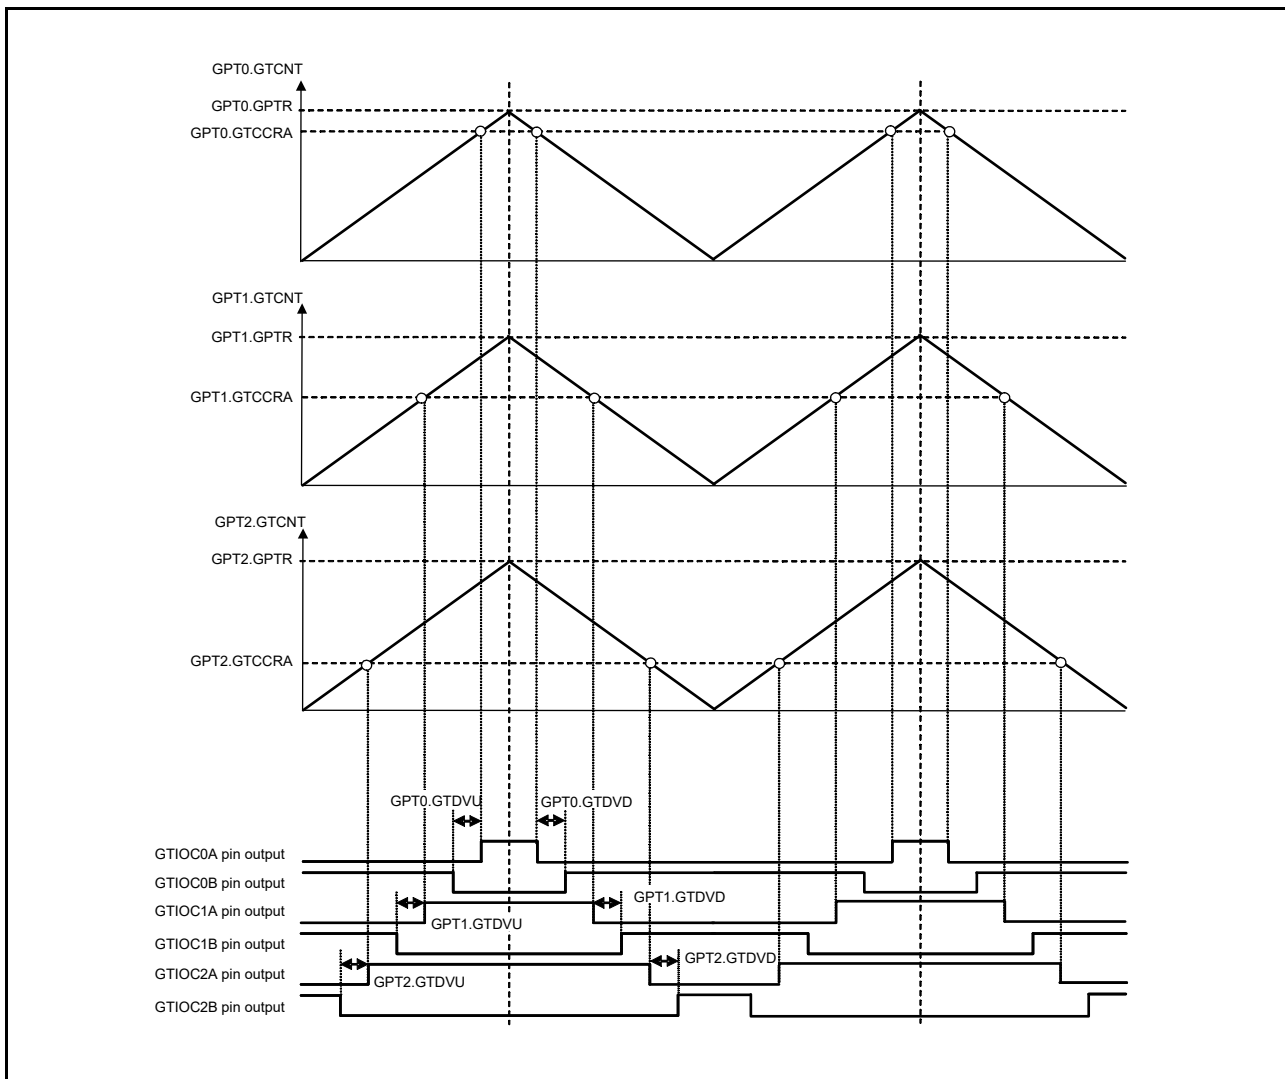 GPT0.GTCNT
GPT0.GPTR
GPT0.GTCCRA
GPT1.GTCNT
GPT1.GPTR
GPT1.GTCCRA
GPT2.GTCNT
GPT2.GPTR
GPT2.GTCCRA
GPT0.GTDVU
GPT0.GTDVD
GTIOC0A pin output
GTIOC0B pin output
GPT1.GTDVD
GTIOC1A pin output
GPT1.GTDVU
GTIOC1B pin output
GPT2.GTDVD
GTIOC2A pin output
GPT2.GTDVU
GTIOC2B pin output